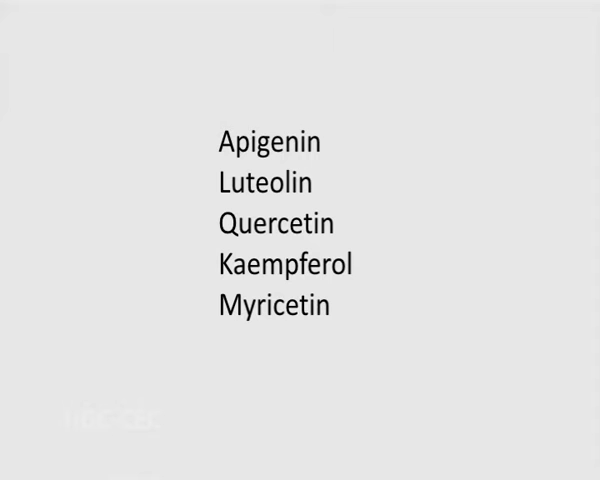 Apigenin
Luteolin
Quercetin
Kaempferol
Myricetin